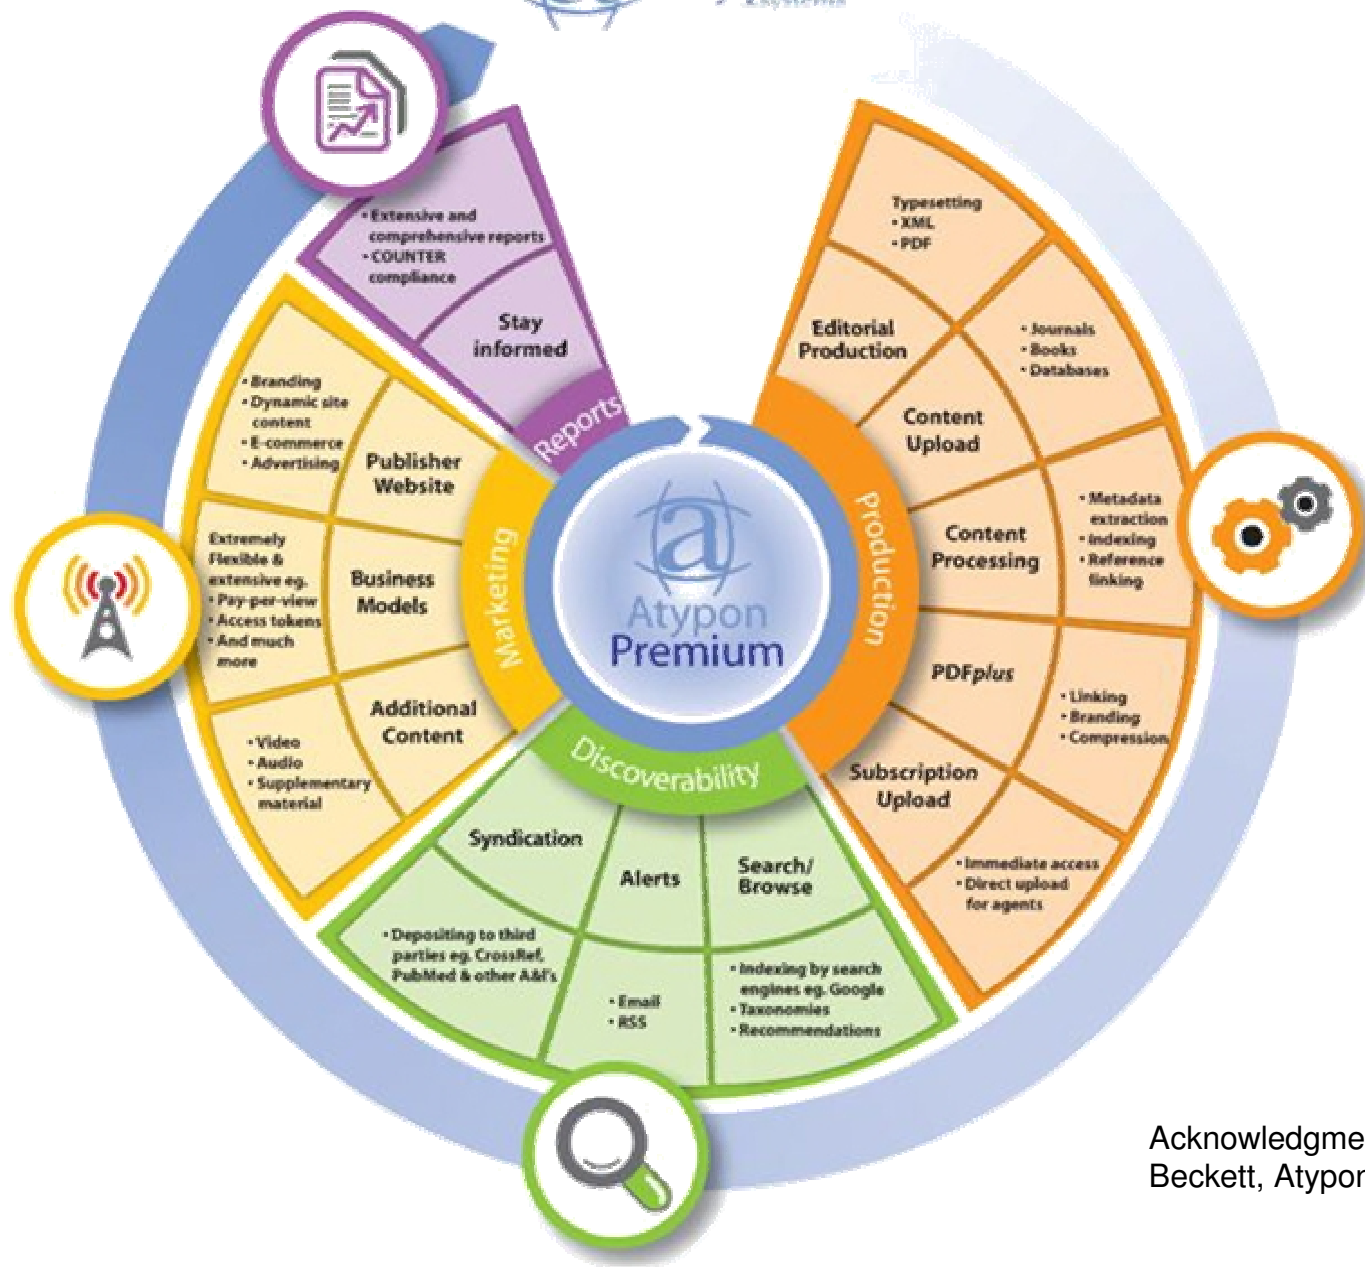 systems
Typesetting
• XML
• PDF
Editorial
Production
• Journals
• Books
• Databases
Content
Upload
• Metadata
extraction
• Indexing
• Reference
linking
Content
Processing
PDFplus
• Linking
• Branding
• Compression
Subscription
Upload
• Immediate access
• Direct upload
for agents
Production
Search/
Browse
• Indexing by search
engines eg. Google
• Taxonomies
• Recommendations
Alerts
• Email
• RSS
Syndication
• Depositing to third
parties eg. CrossRef,
PubMed & other A&I's
Discoverability
Additional
Content
• Video
• Audio
• Supplementary
material
Business
Models
Extremely
Flexible &
extensive eg.
• Pay-per-view
• Access tokens
• And much
more
Publisher
Website
• Branding
• Dynamic site
content
• E-commerce
• Advertising
Marketing
• Extensive and
comprehensive reports
• COUNTER
compliance
Stay
informed
Reports
a
Atypon
Premium
Acknowledgme
Beckett, Atypon